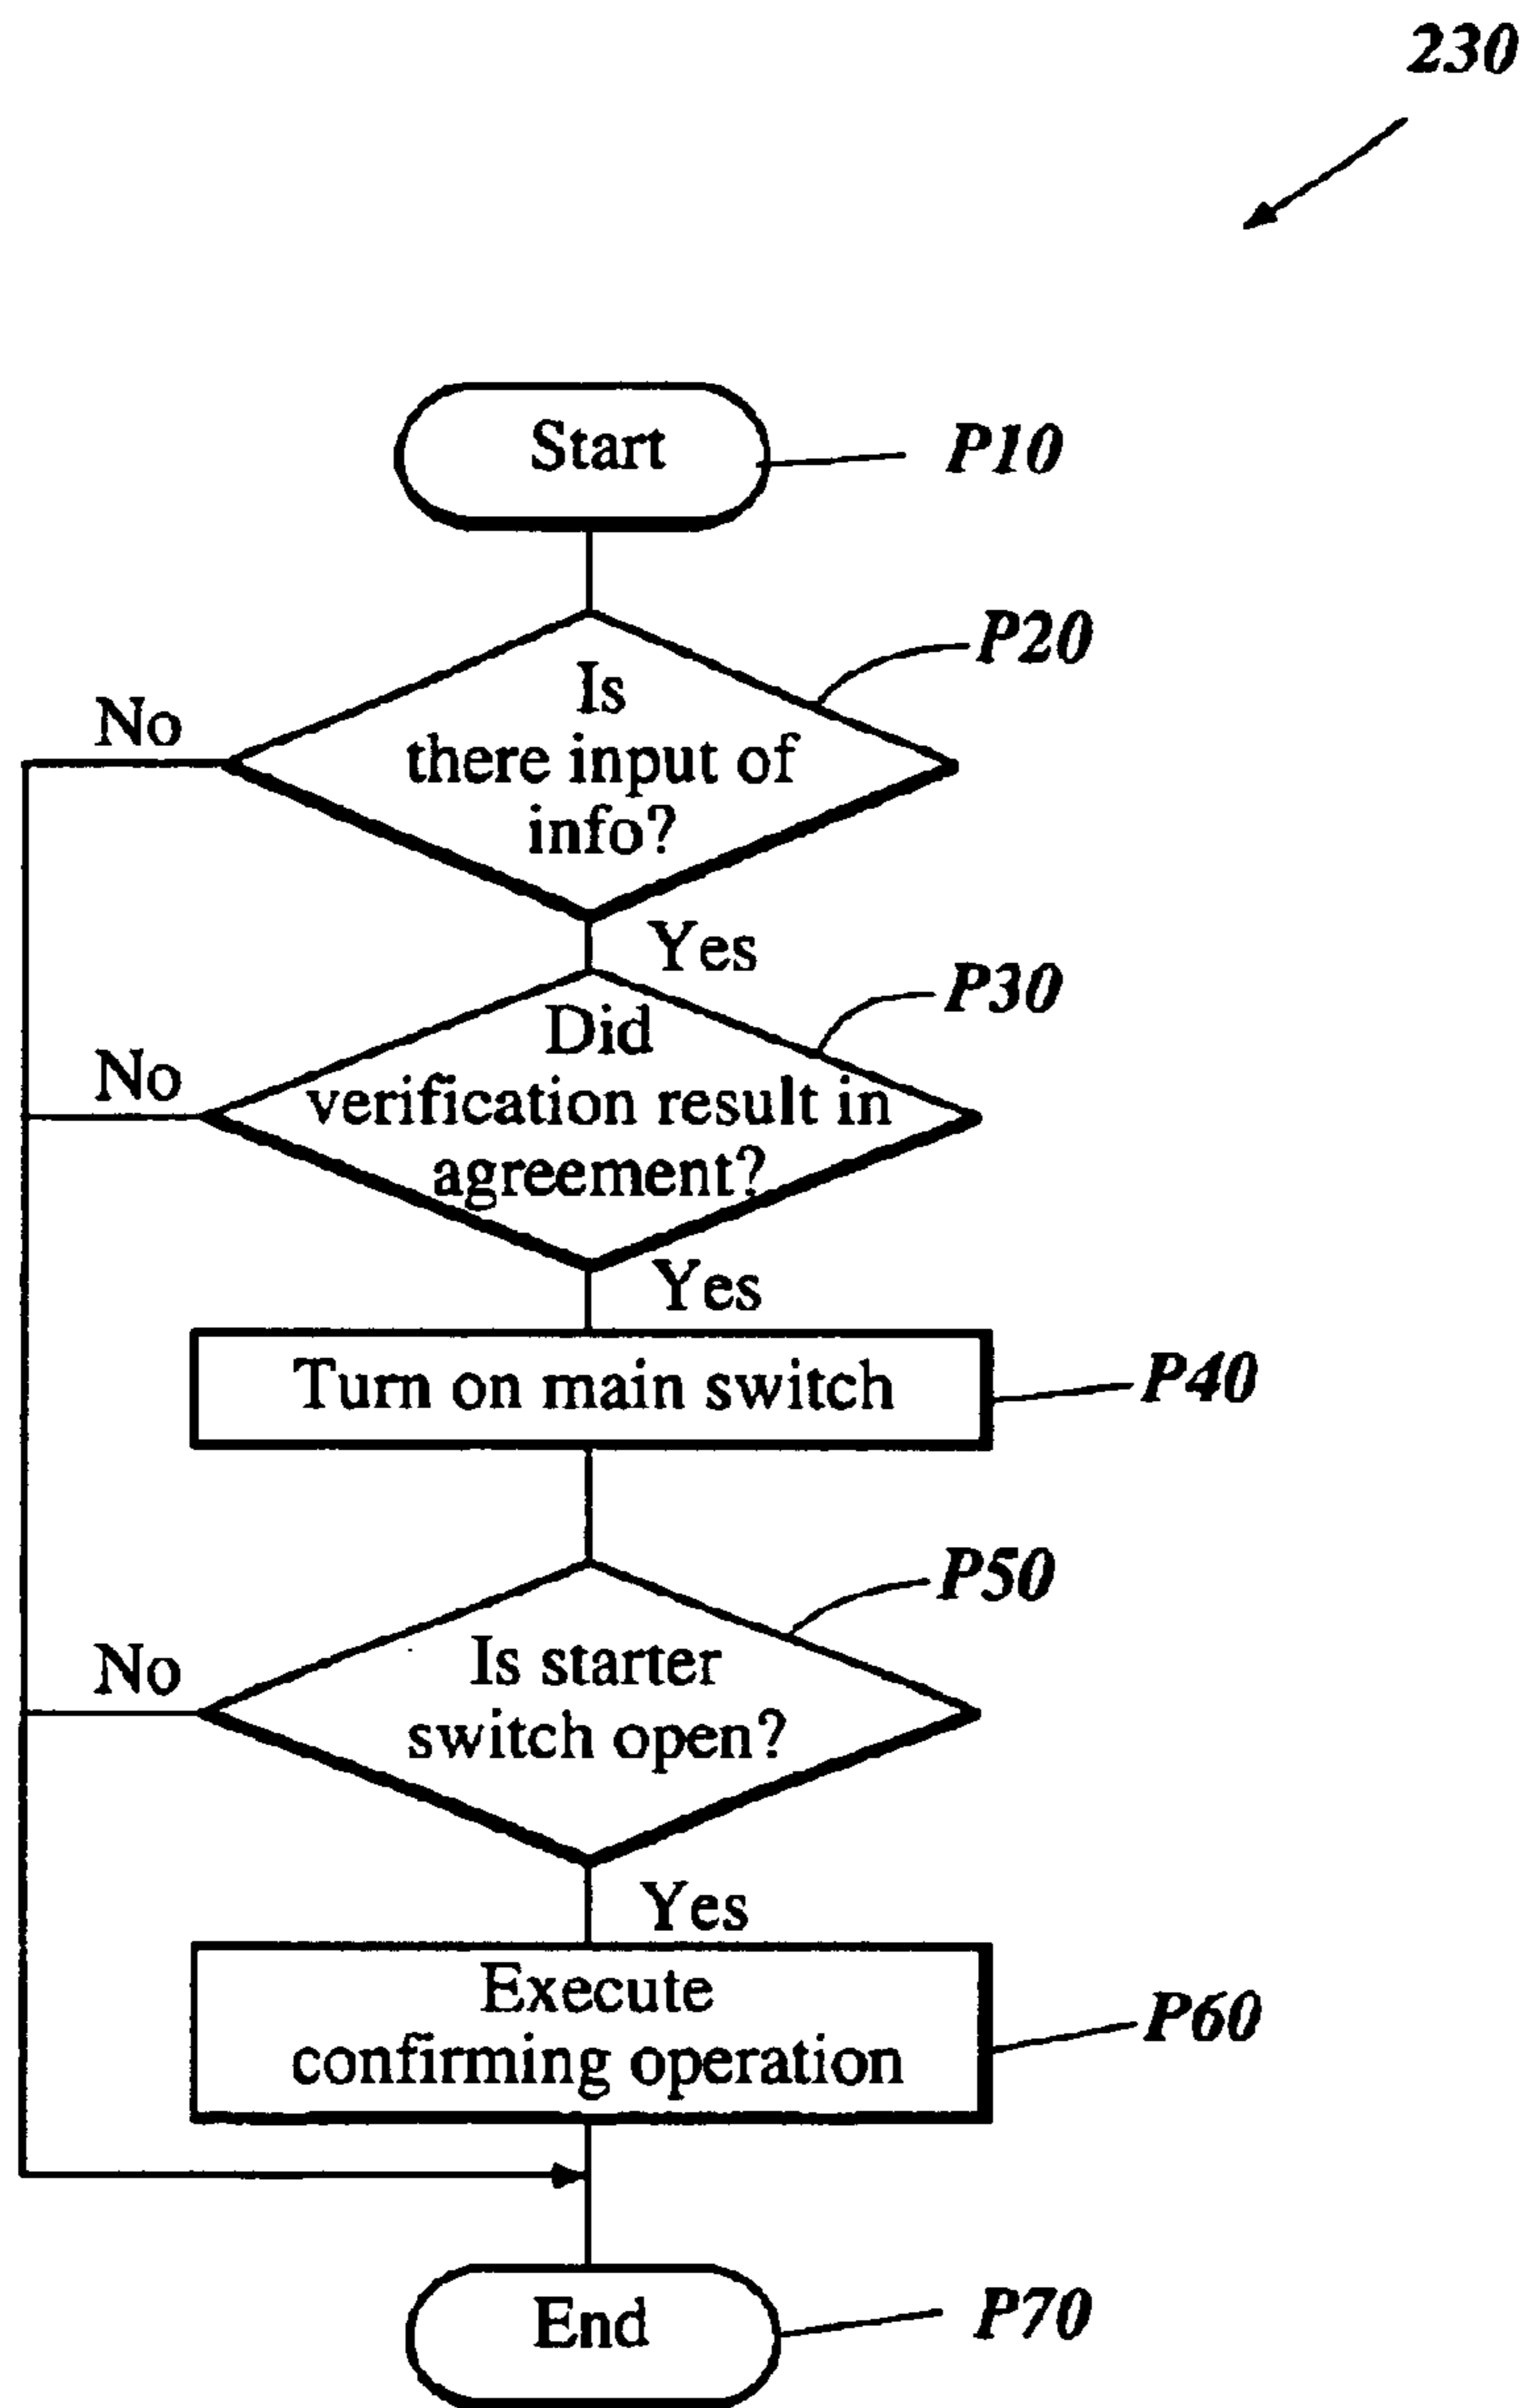 230
Start
P10
P20
Is
there input of
info?
No
Yes
P30
Did
verification result in
agreement?
No
Yes
Turn on main switch
P40
P50
Is starter
switch open?
No
Yes
Execute
confirming operation
P60
End
P70